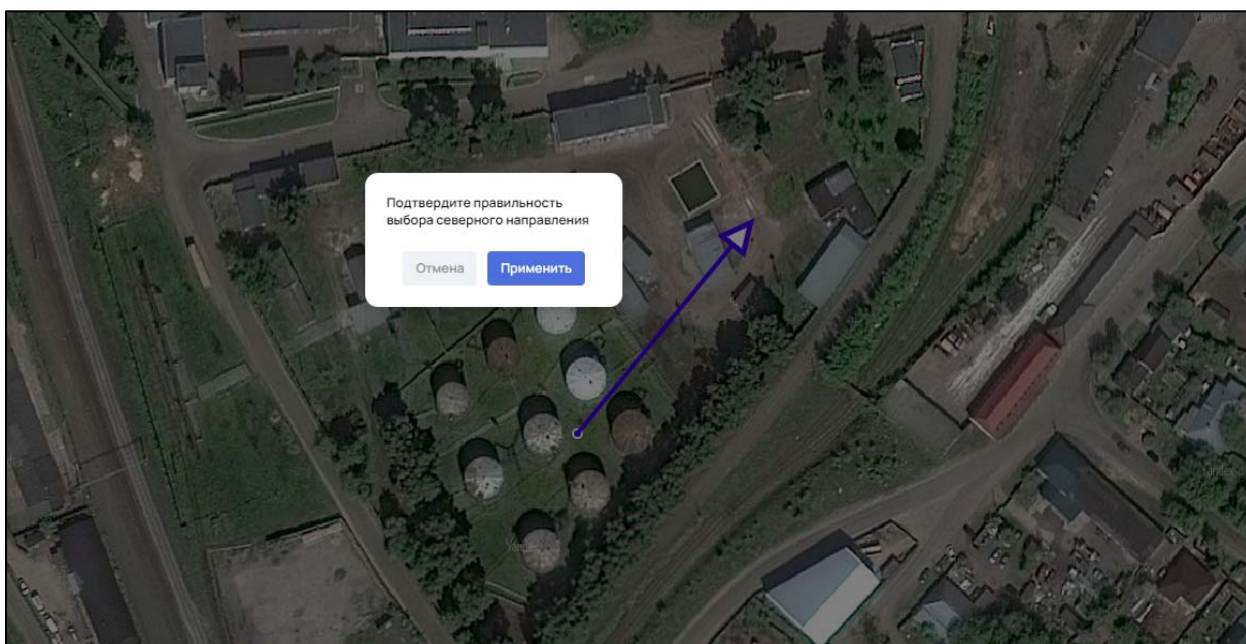 Подтвердите правильность
выбора северного направления
Отмена
Применить